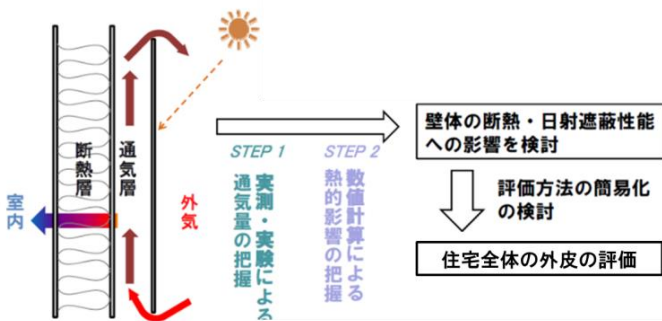 室内
断熱層
通気層
外気
STEP 1
実測・実験による
通気量の把握
STEP 2
数値計算による
熱的影響の把握
壁体の断熱・日射遮蔽性能
への影響を検討
評価方法の簡易化
の検討
住宅全体の外皮の評価